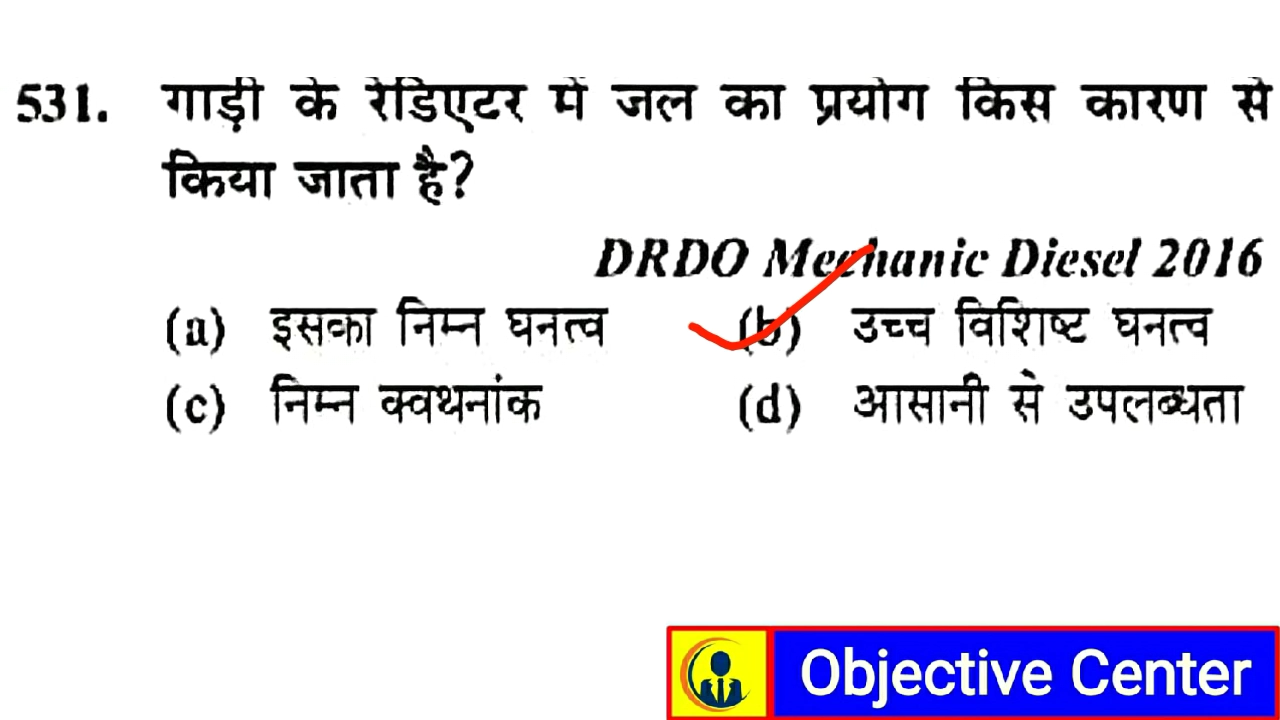 531. गाड़ी के रेडिएटर में जल का प्रयोग किस कारण से
किया जाता है?
DRDO Mechanic Diesel 2016
(a) इसका निम्न घनत्व (b) उच्च विशिष्ट घनत्व
(c) निम्न क्वथनांक (d) आसानी से उपलब्धता
Objective Center